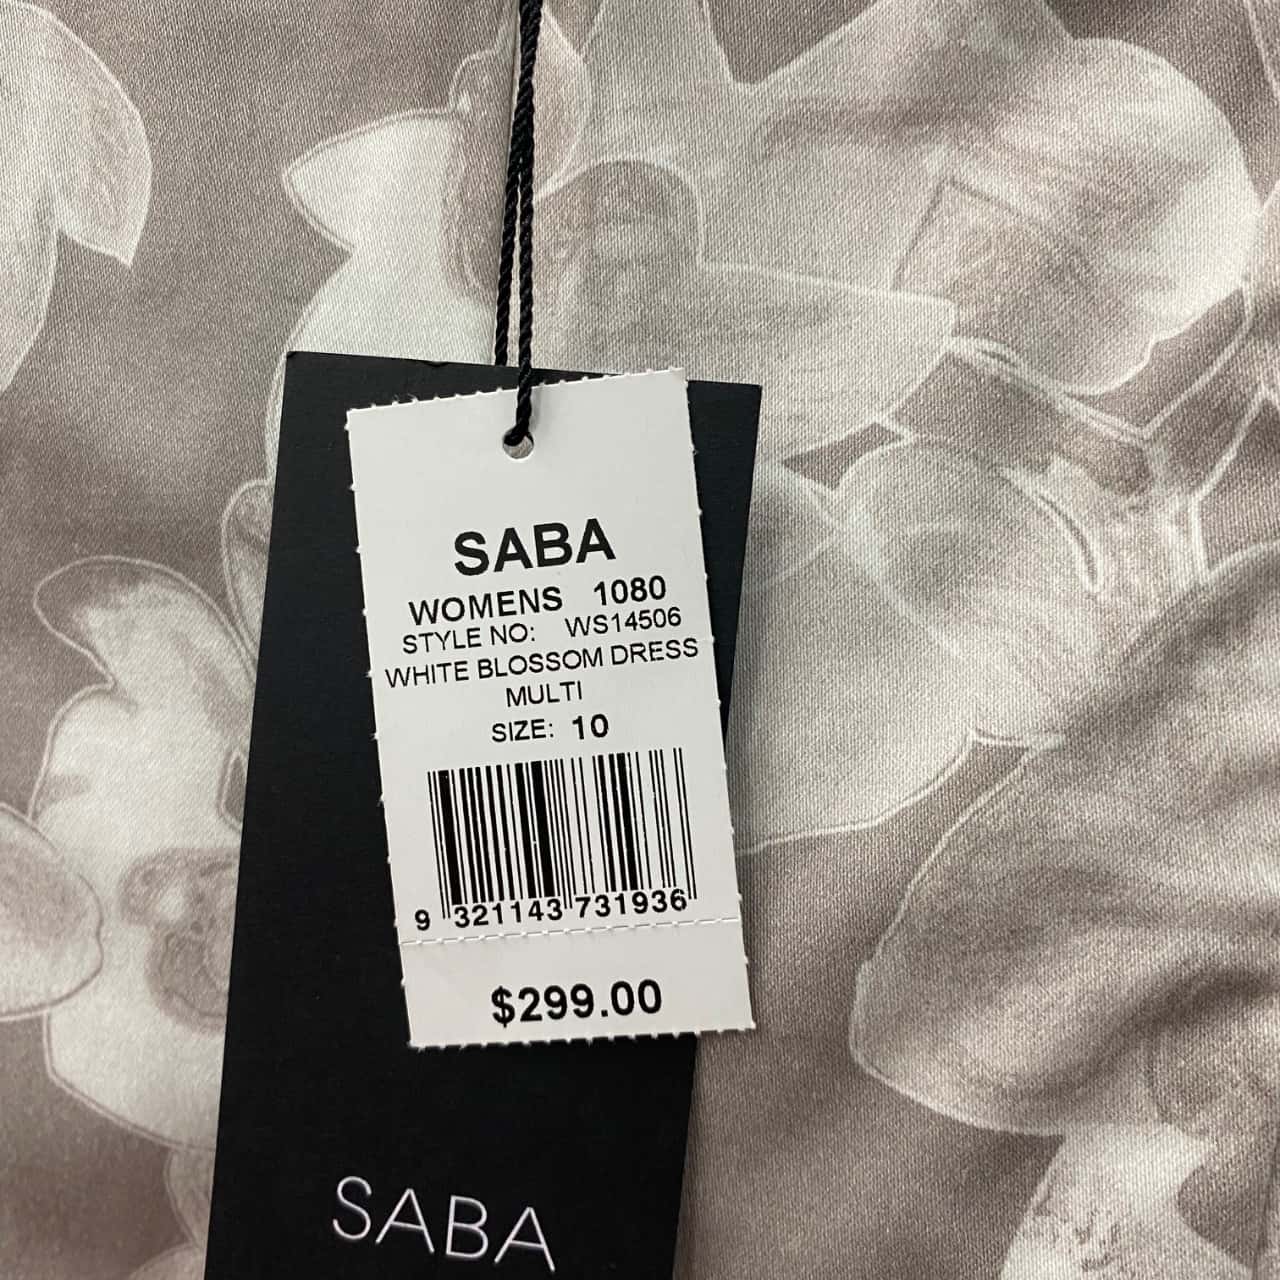 SABA
WOMENS 1080
STYLE NO: WS14506
WHITE BLOSSOM DRESS
MULTI
SIZE: 10
9 321143 731936
$299.00
SABA